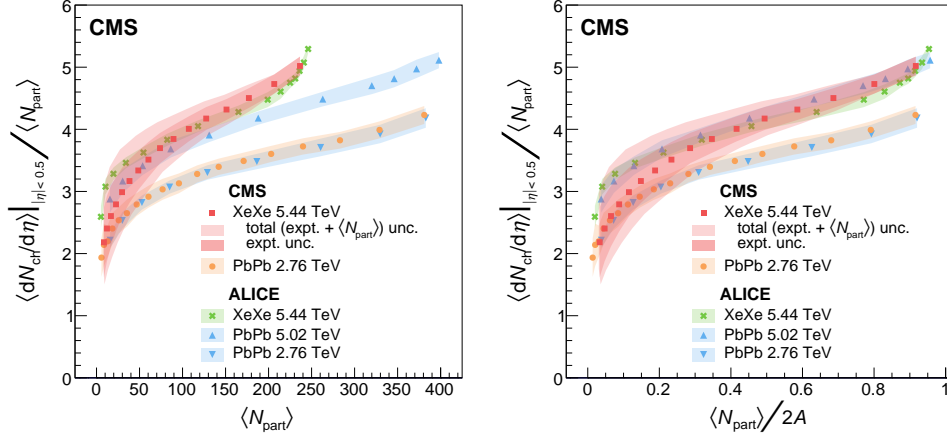 CMS
⟨dN_ch/dη⟩|_|η|<0.5 / ⟨N_part⟩
6
5
4
3
2
1
0
CMS
XeXe 5.44 TeV
total (expt. + ⟨N_part⟩) unc.
expt. unc.
PbPb 2.76 TeV
ALICE
XeXe 5.44 TeV
PbPb 5.02 TeV
PbPb 2.76 TeV
0 50 100 150 200 250 300 350 400
⟨N_part⟩
CMS
⟨dN_ch/dη⟩|_|η|<0.5 / ⟨N_part⟩
6
5
4
3
2
1
0
CMS
XeXe 5.44 TeV
total (expt. + ⟨N_part⟩) unc.
expt. unc.
PbPb 2.76 TeV
ALICE
XeXe 5.44 TeV
PbPb 5.02 TeV
PbPb 2.76 TeV
0 0.2 0.4 0.6 0.8 1
⟨N_part⟩/2A